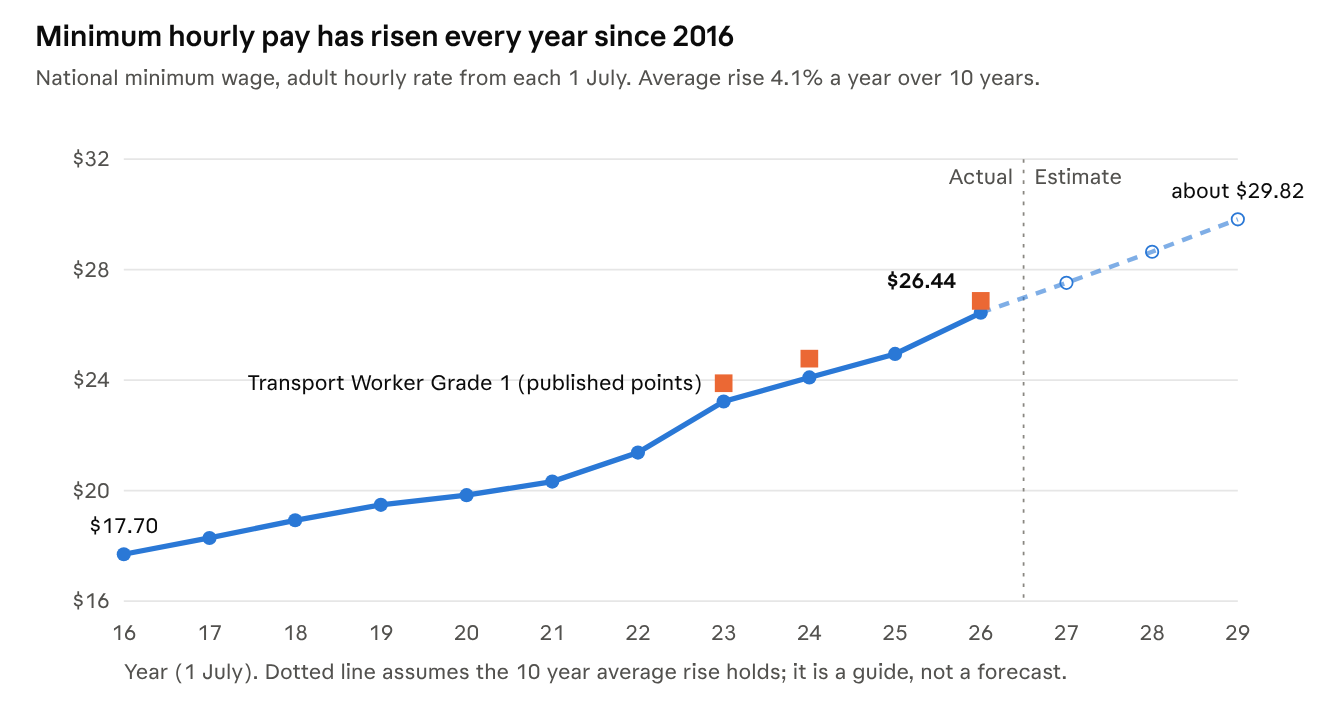 Minimum hourly pay has risen every year since 2016
National minimum wage, adult hourly rate from each 1 July. Average rise 4.1% a year over 10 years.
$32
Actual
Estimate
about $29.82
$28
$26.44
$24
Transport Worker Grade 1 (published points)
$20
$17.70
$16
16 17 18 19 20 21 22 23 24 25 26 27 28 29
Year (1 July). Dotted line assumes the 10 year average rise holds; it is a guide, not a forecast.